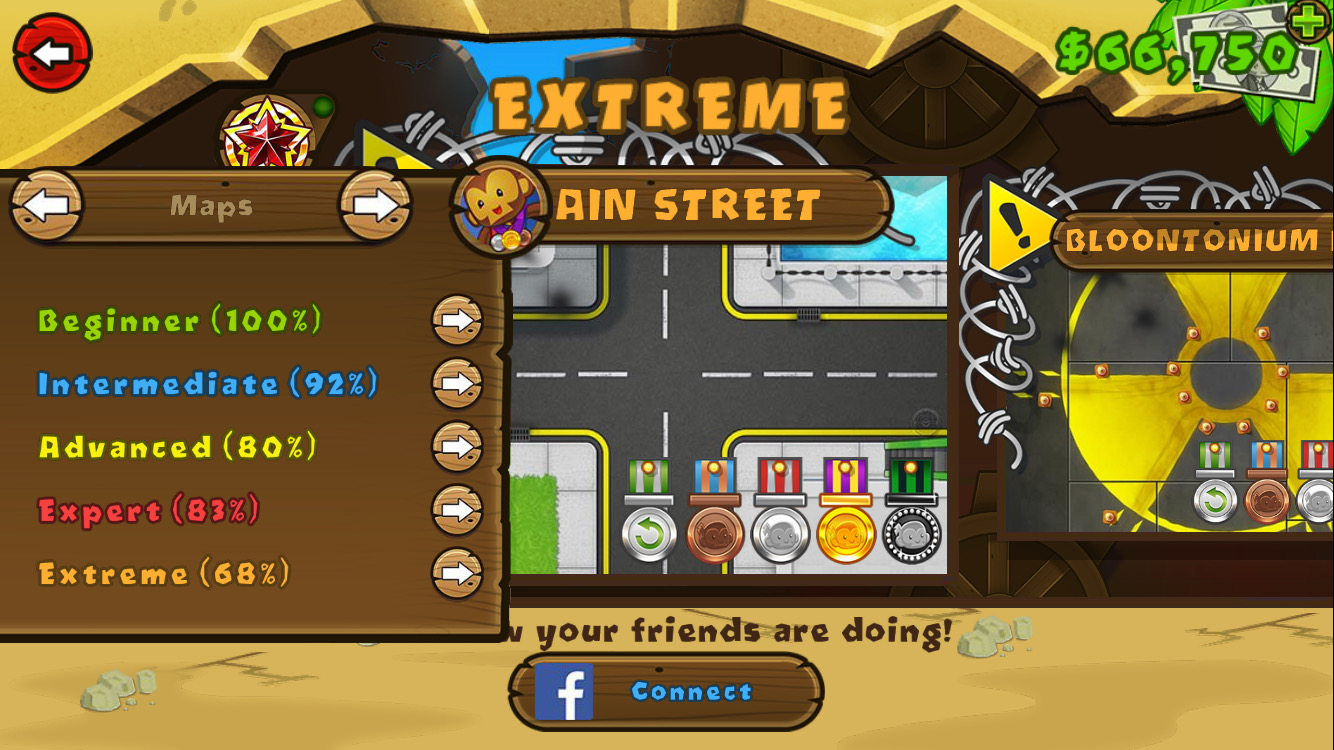 $66,750
EXTREME
Maps
AIN STREET
BLOONTONIUM
Beginner (100%)
Intermediate (92%)
Advanced (80%)
Expert (83%)
Extreme (68%)
your friends are doing!
f Connect